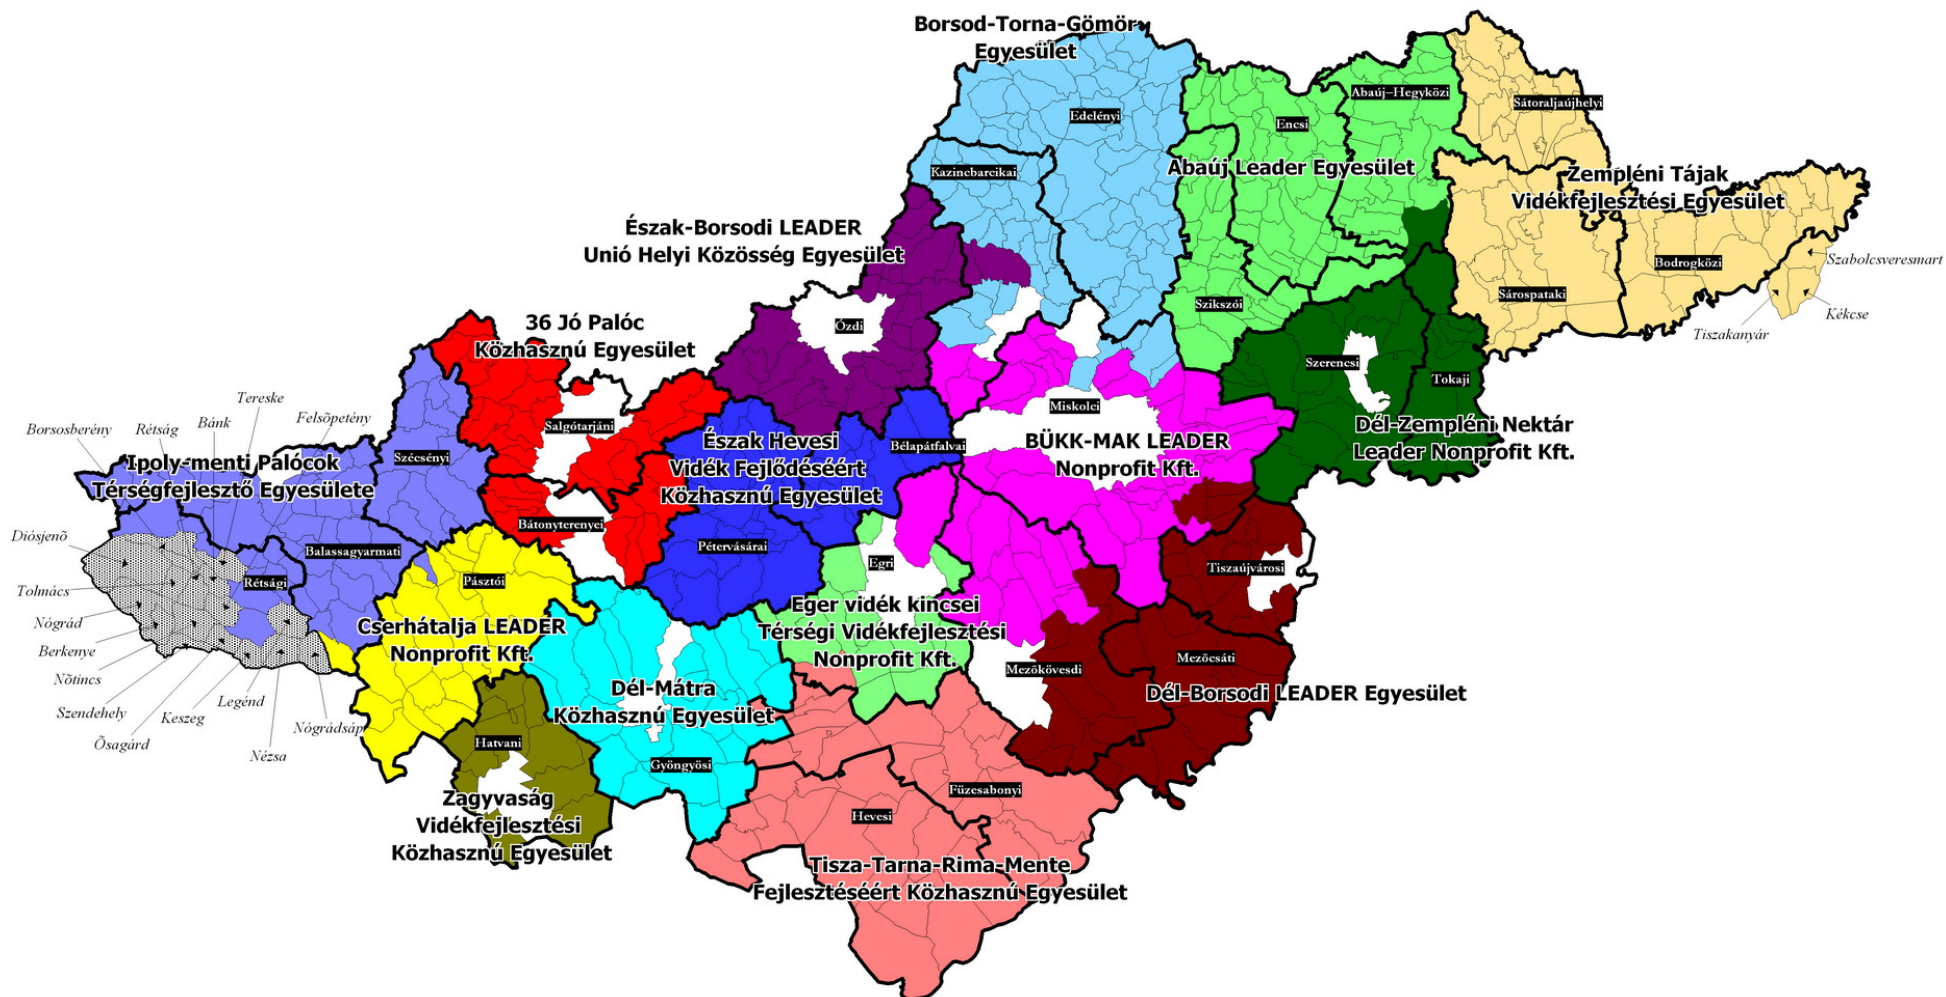 Borsod-Torna-Gömör
Egyesület
Abaúj-Hegyközi
Sátoraljaújhelyi
Edelényi
Encsi
Kazincbarcikai
Abaúj Leader Egyesület
Zempléni Tájak
Vidékfejlesztési Egyesület
Észak-Borsodi LEADER
Unió Helyi Közösség Egyesület
Bodrogközi
Szabolcsveresmart
Sárospataki
Szikszói
Kékcse
Tiszakanyár
36 Jó Palóc
Közhasznú Egyesület
Ózdi
Szerencsi
Tokaji
Tereske
Felsõpetény
Bánk
Rétság
Borsosberény
Salgótarjáni
Miskolci
Dél-Zempléni Nektár
Leader Nonprofit Kft.
Észak Hevesi
Vidék Fejlődéséért
Közhasznú Egyesület
Bélapátfalvai
BÜKK-MAK LEADER
Nonprofit Kft.
Ipoly-menti Palócok
Térségfejlesztő Egyesülete
Szécsényi
Bátonyterenyei
Diósjenõ
Balassagyarmati
Pétervásárai
Egri
Tiszaújvárosi
Rétsági
Pásztói
Tolmács
Nógrád
Berkenye
Nõtincs
Szendehely
Õsagárd
Keszeg
Legénd
Nézsa
Nógrádsáp
Cserhátalja LEADER
Nonprofit Kft.
Eger vidék kincsei
Térségi Vidékfejlesztési
Nonprofit Kft.
Mezõkövesdi
Mezõcsáti
Dél-Borsodi LEADER Egyesület
Dél-Mátra
Közhasznú Egyesület
Hatvani
Gyöngyösi
Füzesabonyi
Hevesi
Zagyvaság
Vidékfejlesztési
Közhasznú Egyesület
Tisza-Tarna-Rima-Mente
Fejlesztéséért Közhasznú Egyesület